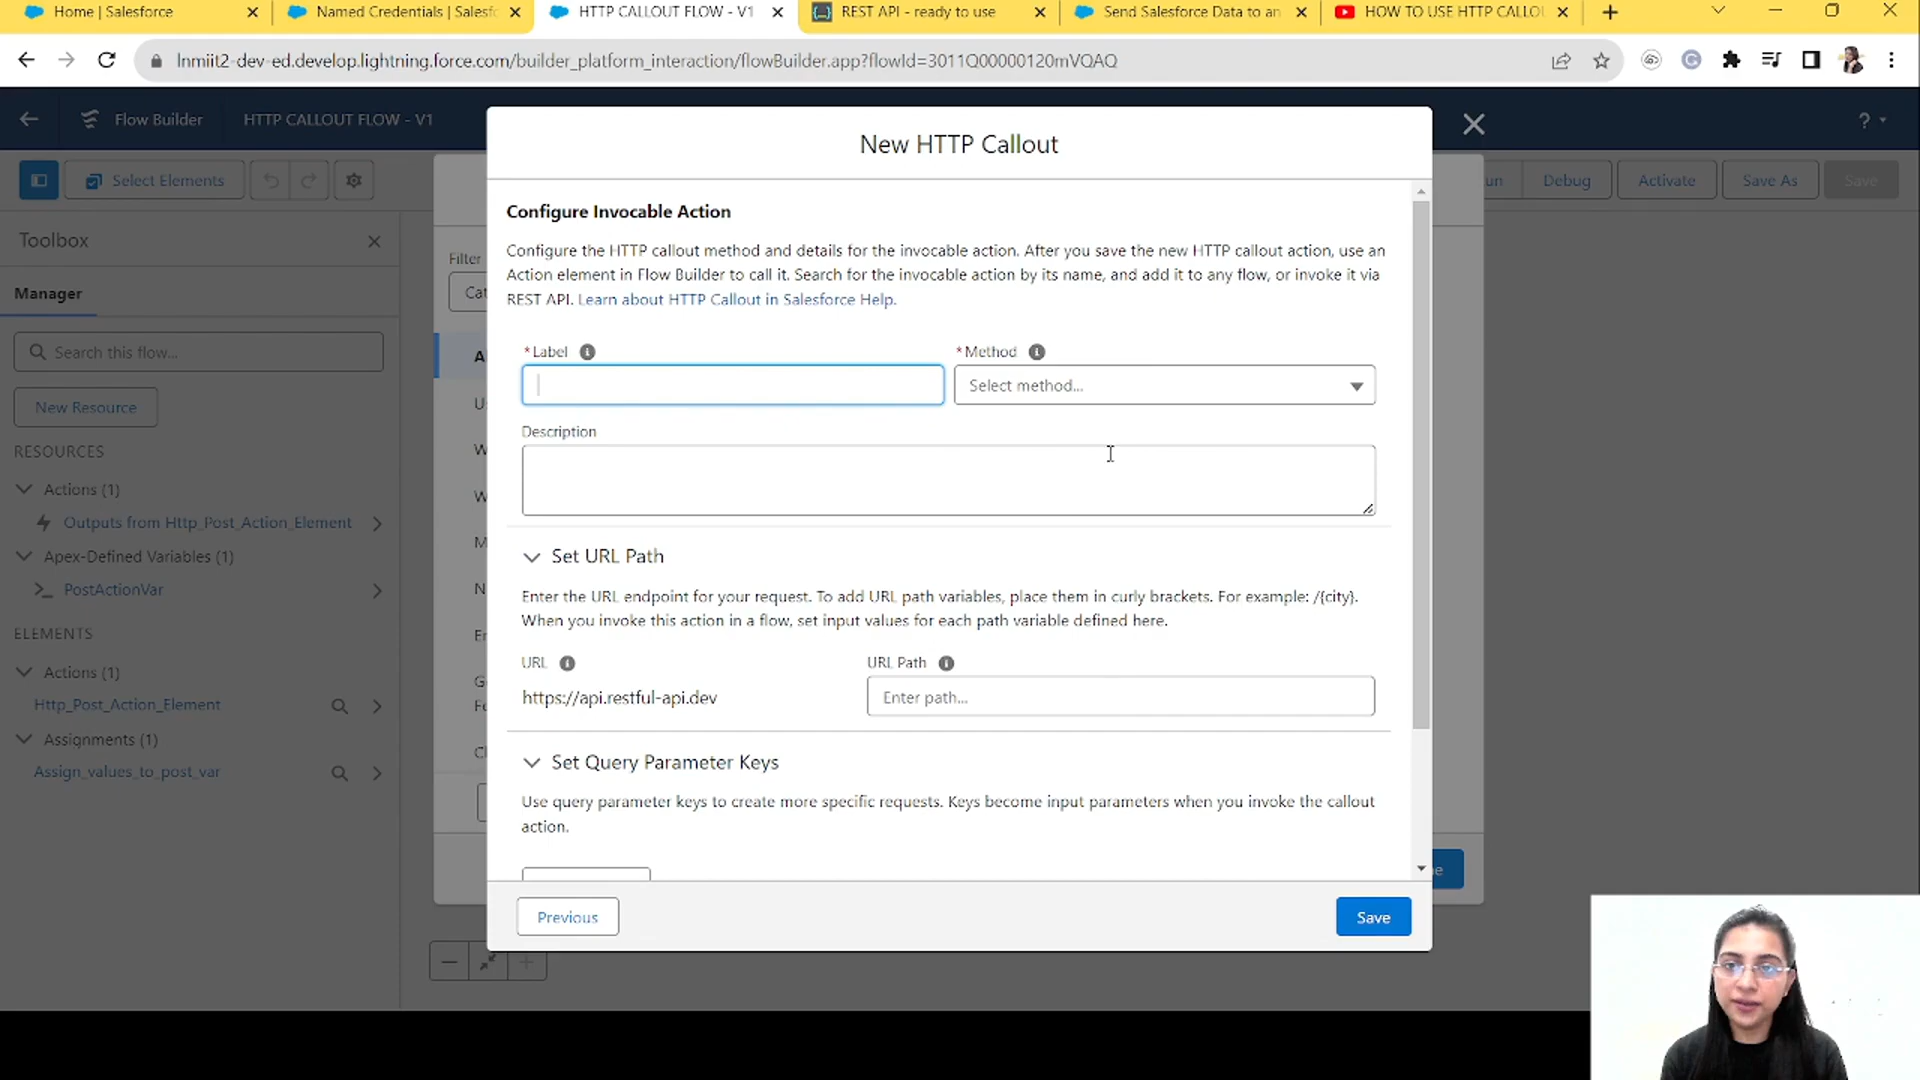 Home | Salesforce
Named Credentials | Salesfo
HTTP CALLOUT FLOW - V1
REST API - ready to use
Send Salesforce Data to an
HOW TO USE HTTP CALLOU
lnmiit2-dev-ed.develop.lightning.force.com/builder_platform_interaction/flowBuilder.app?flowId=3011Q00000120mVQAQ
Flow Builder
HTTP CALLOUT FLOW - V1
?
Select Elements
un
Debug
Activate
Save As
Save
Toolbox
Manager
Search this flow...
New Resource
RESOURCES
Actions (1)
Outputs from Http_Post_Action_Element
Apex-Defined Variables (1)
PostActionVar
ELEMENTS
Actions (1)
Http_Post_Action_Element
Assignments (1)
Assign_values_to_post_var
Filter
Cat
New HTTP Callout
Configure Invocable Action
Configure the HTTP callout method and details for the invocable action. After you save the new HTTP callout action, use an
Action element in Flow Builder to call it. Search for the invocable action by its name, and add it to any flow, or invoke it via
REST API. Learn about HTTP Callout in Salesforce Help.
*Label
*Method
Select method...
Description
Set URL Path
Enter the URL endpoint for your request. To add URL path variables, place them in curly brackets. For example: /{city}.
When you invoke this action in a flow, set input values for each path variable defined here.
URL
URL Path
https://api.restful-api.dev
Enter path...
Set Query Parameter Keys
Use query parameter keys to create more specific requests. Keys become input parameters when you invoke the callout
action.
Previous
Save